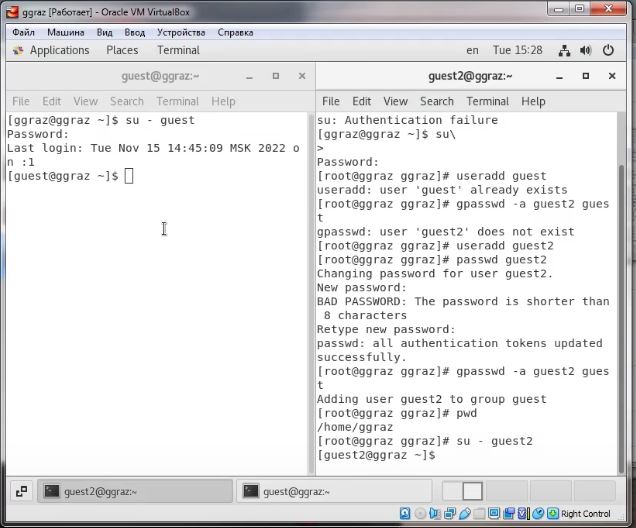 ggraz [Работает] - Oracle VM VirtualBox
Файл Машина Вид Ввод Устройства Справка
Applications Places Terminal en Tue 15:28
guest@ggraz:~
File Edit View Search Terminal Help
[ggraz@ggraz ~]$ su - guest
Password:
Last login: Tue Nov 15 14:45:09 MSK 2022 o
n :1
[guest@ggraz ~]$
guest2@ggraz:~
File Edit View Search Terminal Help
su: Authentication failure
[ggraz@ggraz ~]$ su\
>
Password:
[root@ggraz ggraz]# useradd guest
useradd: user 'guest' already exists
[root@ggraz ggraz]# gpasswd -a guest2 gues
t
gpasswd: user 'guest2' does not exist
[root@ggraz ggraz]# useradd guest2
[root@ggraz ggraz]# passwd guest2
Changing password for user guest2.
New password:
BAD PASSWORD: The password is shorter than
8 characters
Retype new password:
passwd: all authentication tokens updated
successfully.
[root@ggraz ggraz]# gpasswd -a guest2 gues
t
Adding user guest2 to group guest
[root@ggraz ggraz]# pwd
/home/ggraz
[root@ggraz ggraz]# su - guest2
[guest2@ggraz ~]$
guest2@ggraz:~ guest@ggraz:~
Right Control